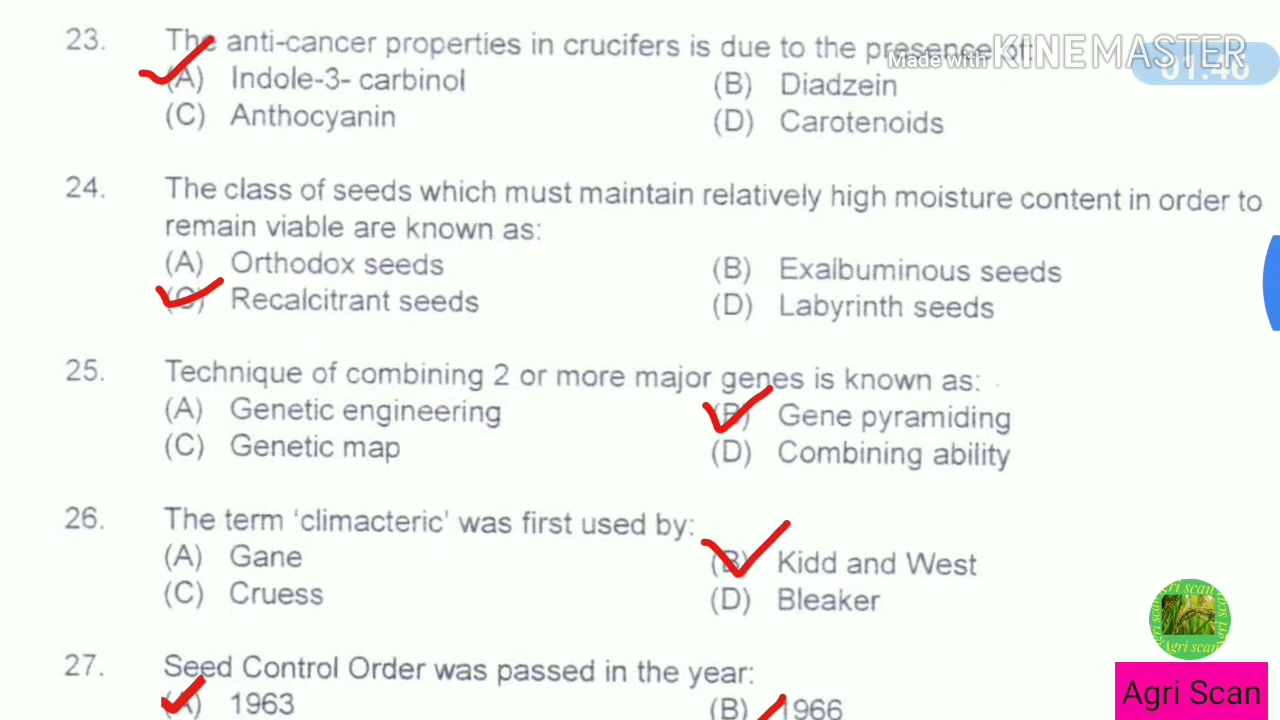 23. The anti-cancer properties in crucifers is due to the presence of:
Made with KINEMASTER
01:46
(A) Indole-3- carbinol (B) Diadzein
(C) Anthocyanin (D) Carotenoids
24. The class of seeds which must maintain relatively high moisture content in order to
remain viable are known as:
(A) Orthodox seeds (B) Exalbuminous seeds
(C) Recalcitrant seeds (D) Labyrinth seeds
25. Technique of combining 2 or more major genes is known as:
(A) Genetic engineering (B) Gene pyramiding
(C) Genetic map (D) Combining ability
26. The term 'climacteric' was first used by:
(A) Gane (B) Kidd and West
(C) Cruess (D) Bleaker
27. Seed Control Order was passed in the year:
(A) 1963 (B) 1966
Agri scan
Agri Scan